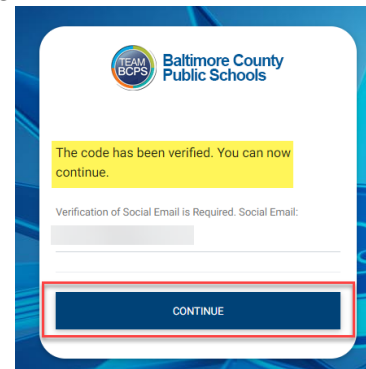 TEAM
BCPS
Baltimore County
Public Schools
The code has been verified. You can now
continue.
Verification of Social Email is Required. Social Email:
CONTINUE